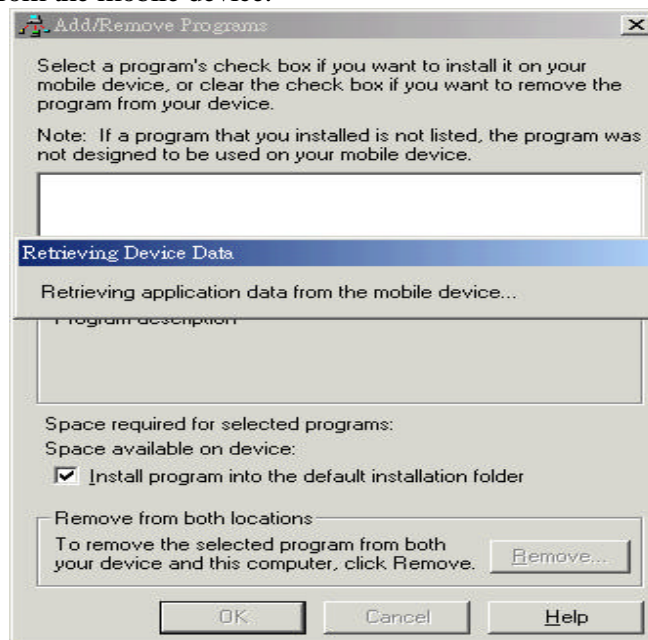 from the mobile device.
Add/Remove Programs
Select a program's check box if you want to install it on your
mobile device, or clear the check box if you want to remove the
program from your device.
Note: If a program that you installed is not listed, the program was
not designed to be used on your mobile device.
Retrieving Device Data
Retrieving application data from the mobile device...
Program description
Space required for selected programs:
Space available on device:
Install program into the default installation folder
Remove from both locations
To remove the selected program from both
your device and this computer, click Remove.
Remove...
OK
Cancel
Help